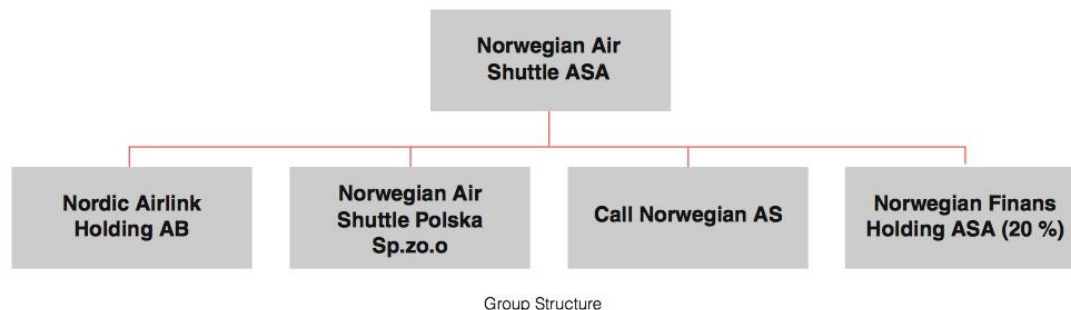 Norwegian Air
Shuttle ASA
Nordic Airlink
Holding AB
Norwegian Air
Shuttle Polska
Sp.zo.o
Call Norwegian AS
Norwegian Finans
Holding ASA (20 %)
Group Structure